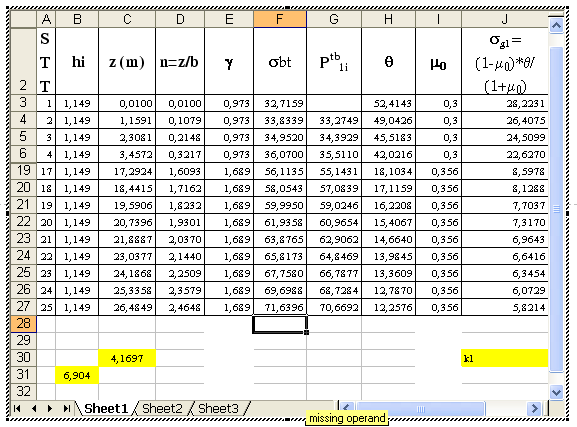 A B C D E F G H I J
2 STT hi z (m) n=z/b γ σbt P^tb_1i θ μ₀ σ_gl= (1-μ₀)*θ/(1+μ₀)
3 1 1,149 0,0100 0,0100 0,973 32,7159 52,4143 0,3 28,2231
4 2 1,149 1,1591 0,1079 0,973 33,8339 33,2749 49,0426 0,3 26,4075
5 3 1,149 2,3081 0,2148 0,973 34,9520 34,3929 45,5183 0,3 24,5099
6 4 1,149 3,4572 0,3217 0,973 36,0700 35,5110 42,0216 0,3 22,6270
19 17 1,149 17,2924 1,6093 1,689 56,1135 55,1431 18,1034 0,356 8,5978
20 18 1,149 18,4415 1,7162 1,689 58,0543 57,0839 17,1159 0,356 8,1288
21 19 1,149 19,5906 1,8232 1,689 59,9950 59,0246 16,2208 0,356 7,7037
22 20 1,149 20,7396 1,9301 1,689 61,9358 60,9654 15,4067 0,356 7,3170
23 21 1,149 21,8887 2,0370 1,689 63,8765 62,9062 14,6640 0,356 6,9643
24 22 1,149 23,0377 2,1440 1,689 65,8173 64,8469 13,9845 0,356 6,6416
25 23 1,149 24,1868 2,2509 1,689 67,7580 66,7877 13,3609 0,356 6,3454
26 24 1,149 25,3358 2,3579 1,689 69,6988 68,7284 12,7870 0,356 6,0729
27 25 1,149 26,4849 2,4648 1,689 71,6396 70,6692 12,2576 0,356 5,8214
28
29
30 4,1697 k1
31 6,904
32
Sheet1 Sheet2 Sheet3
missing operand